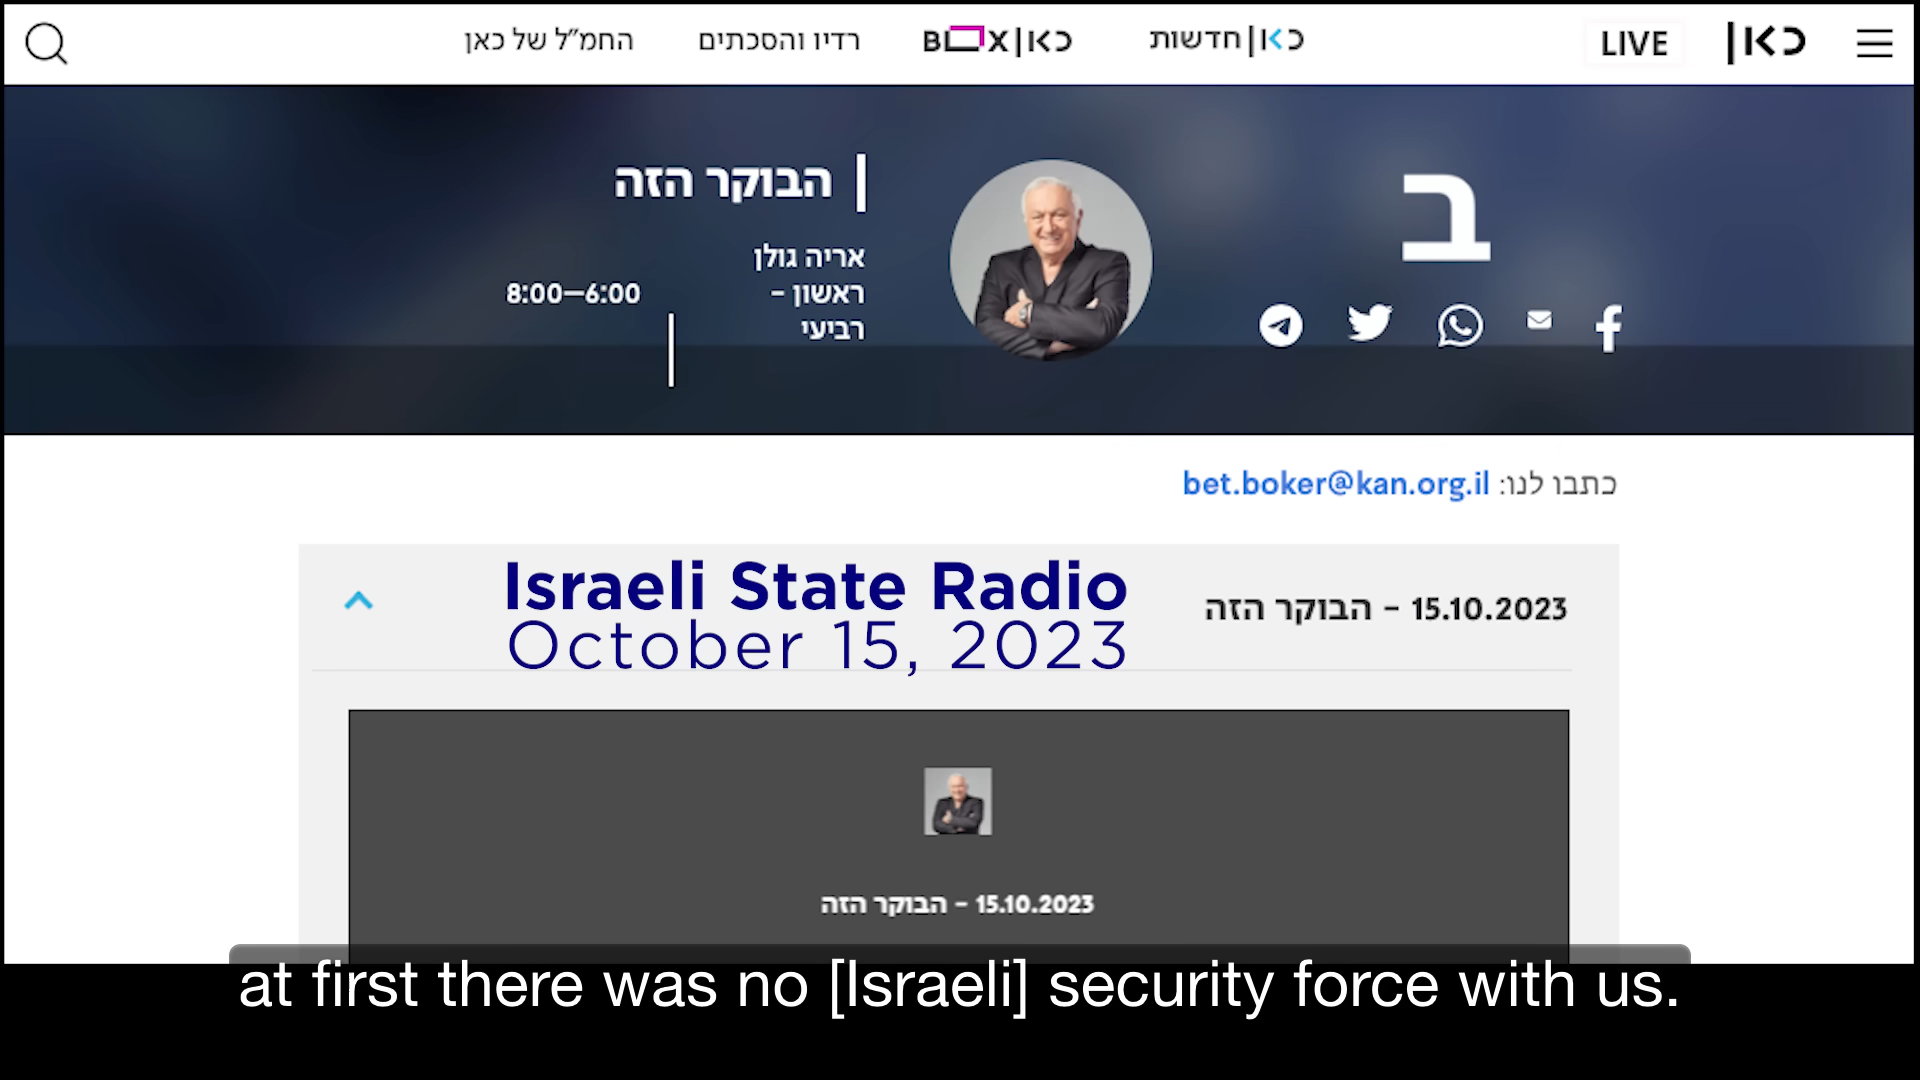 כאן
LIVE
כאן|חדשות
כאן|BOX
רדיו והסכתים
החמ״ל של כאן
ב
הבוקר הזה
אריה גולן
ראשון -
רביעי
8:00—6:00
כתבו לנו: bet.boker@kan.org.il
15.10.2023 - הבוקר הזה
Israeli State Radio
October 15, 2023
15.10.2023 - הבוקר הזה
at first there was no [Israeli] security force with us.